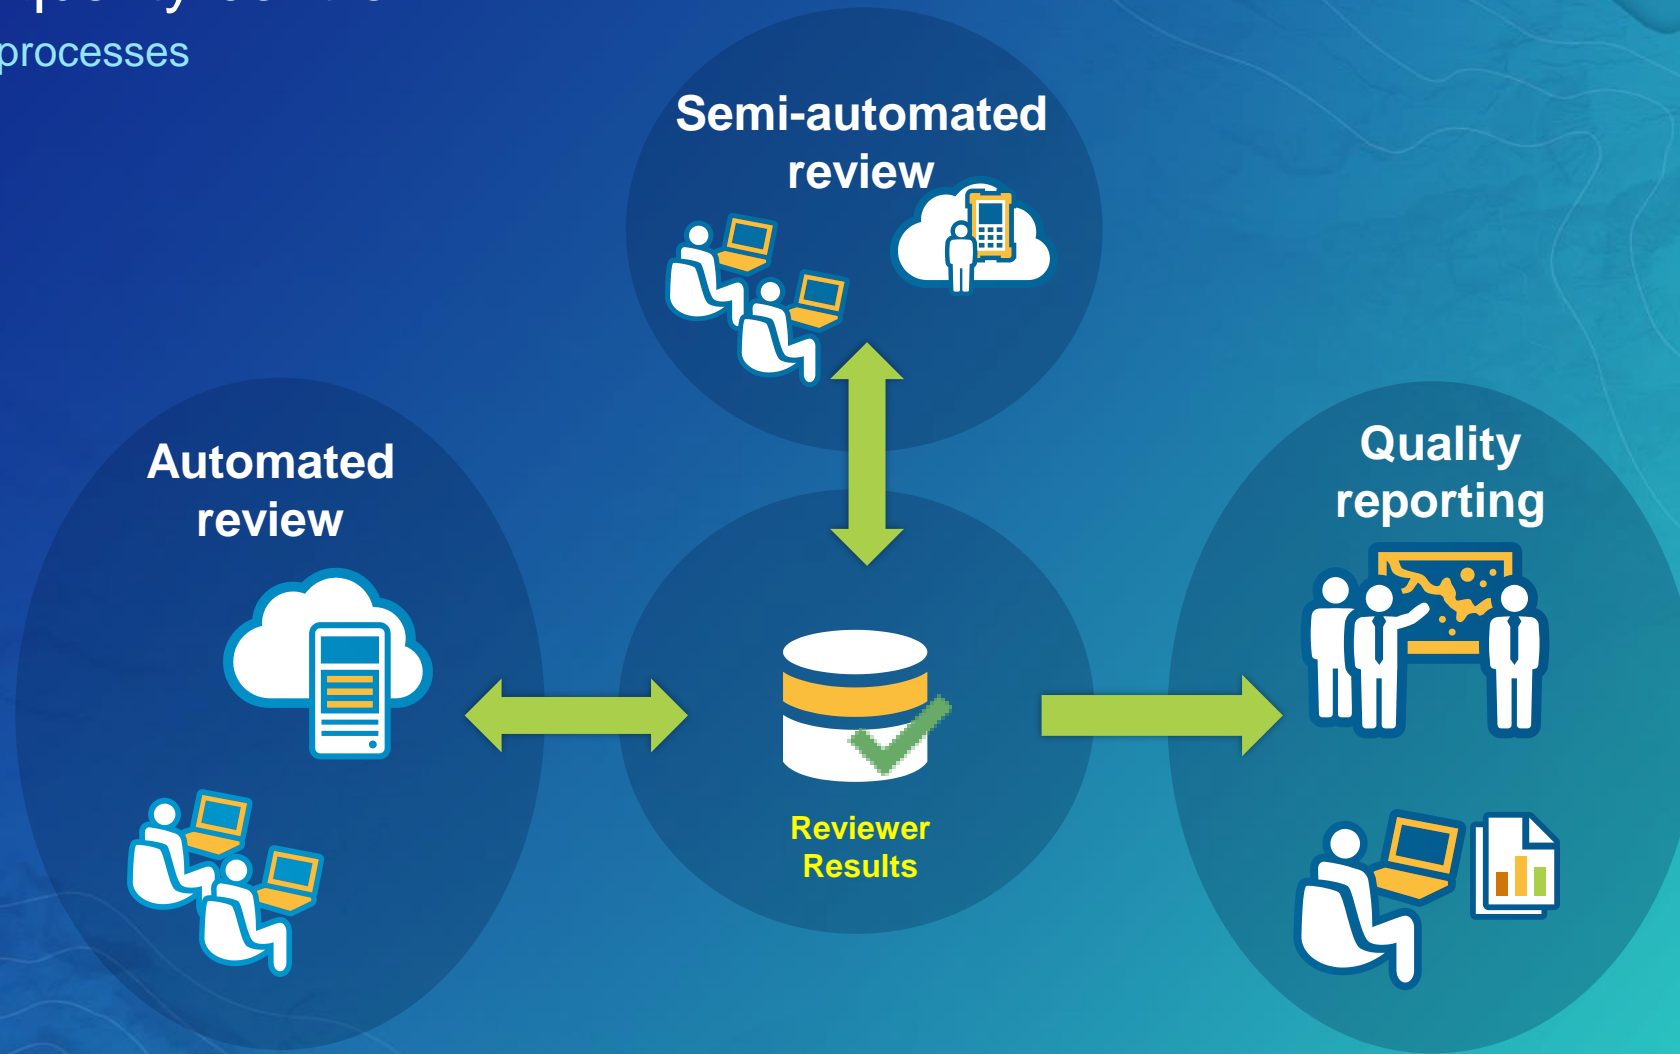 processes
Semi-automated
review
Automated
review
Quality
reporting
Reviewer
Results